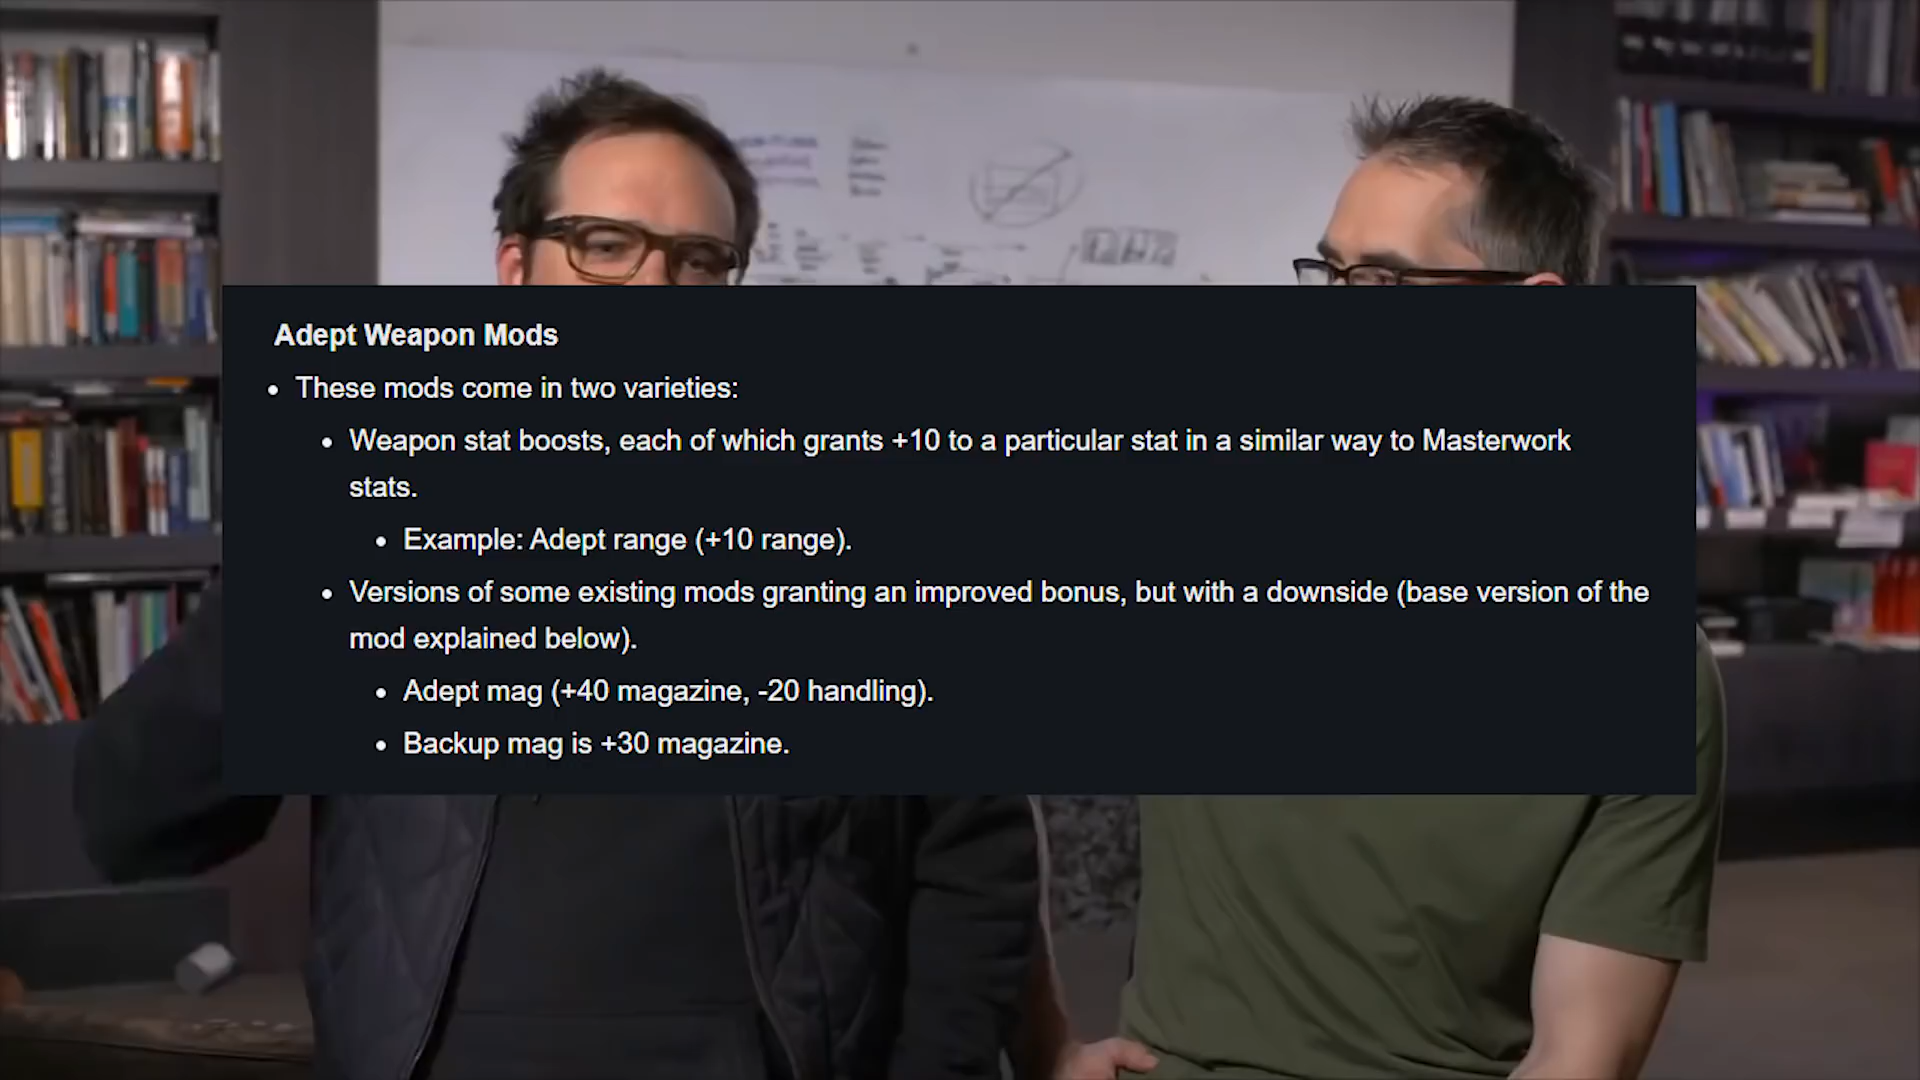 Adept Weapon Mods
These mods come in two varieties:
Weapon stat boosts, each of which grants +10 to a particular stat in a similar way to Masterwork
stats.
Example: Adept range (+10 range).
Versions of some existing mods granting an improved bonus, but with a downside (base version of the
mod explained below).
Adept mag (+40 magazine, -20 handling).
Backup mag is +30 magazine.